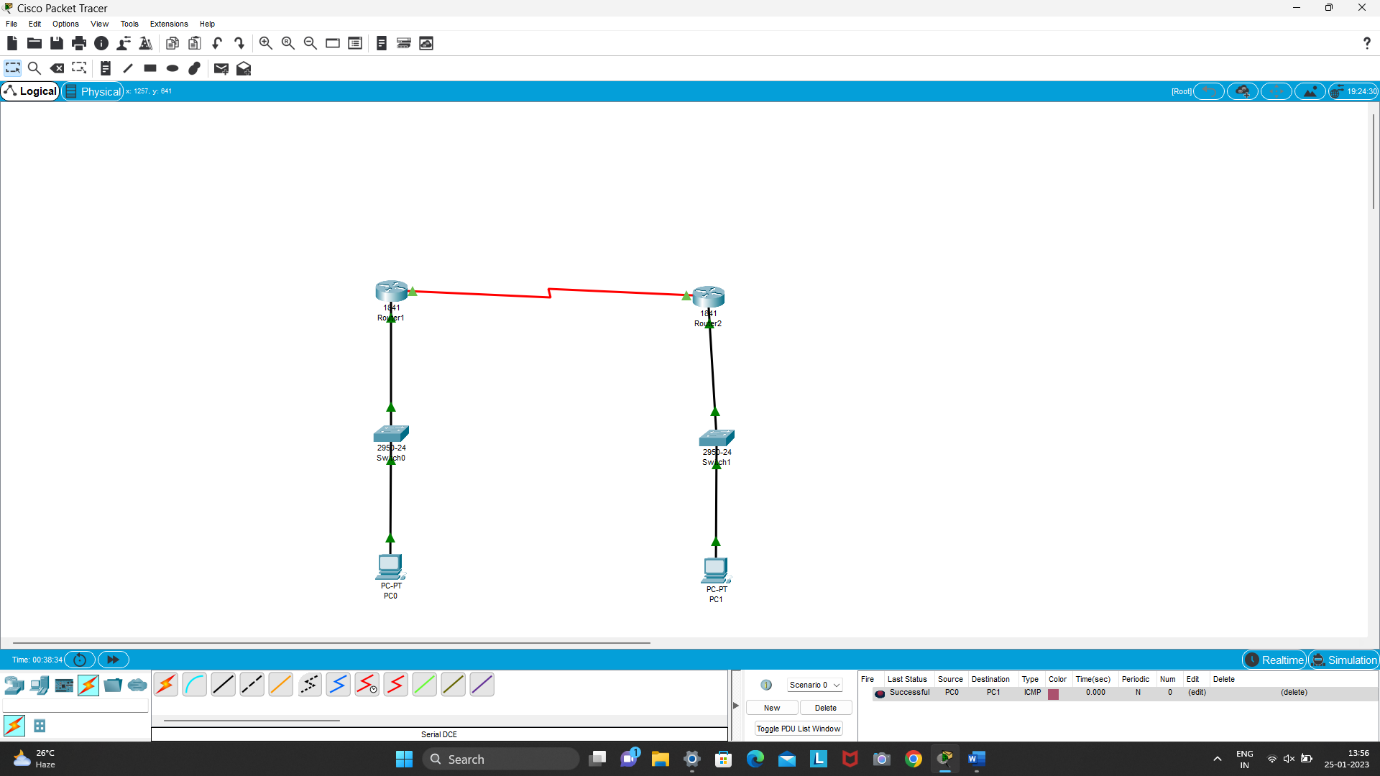 Cisco Packet Tracer
File Edit Options View Tools Extensions Help
?
Logical Physical x: 1257, y: 641 [Root] 19:24:30
1841
Router1
1841
Router2
2950-24
Switch0
2950-24
Switch1
PC-PT
PC0
PC-PT
PC1
Time: 00:38:34 Realtime Simulation
Scenario 0
New Delete
Toggle PDU List Window
Fire Last Status Source Destination Type Color Time(sec) Periodic Num Edit Delete
Successful PC0 PC1 ICMP 0.000 N 0 (edit) (delete)
Serial DCE
26°C
Haze
Search
1
ENG
IN
13:56
25-01-2023